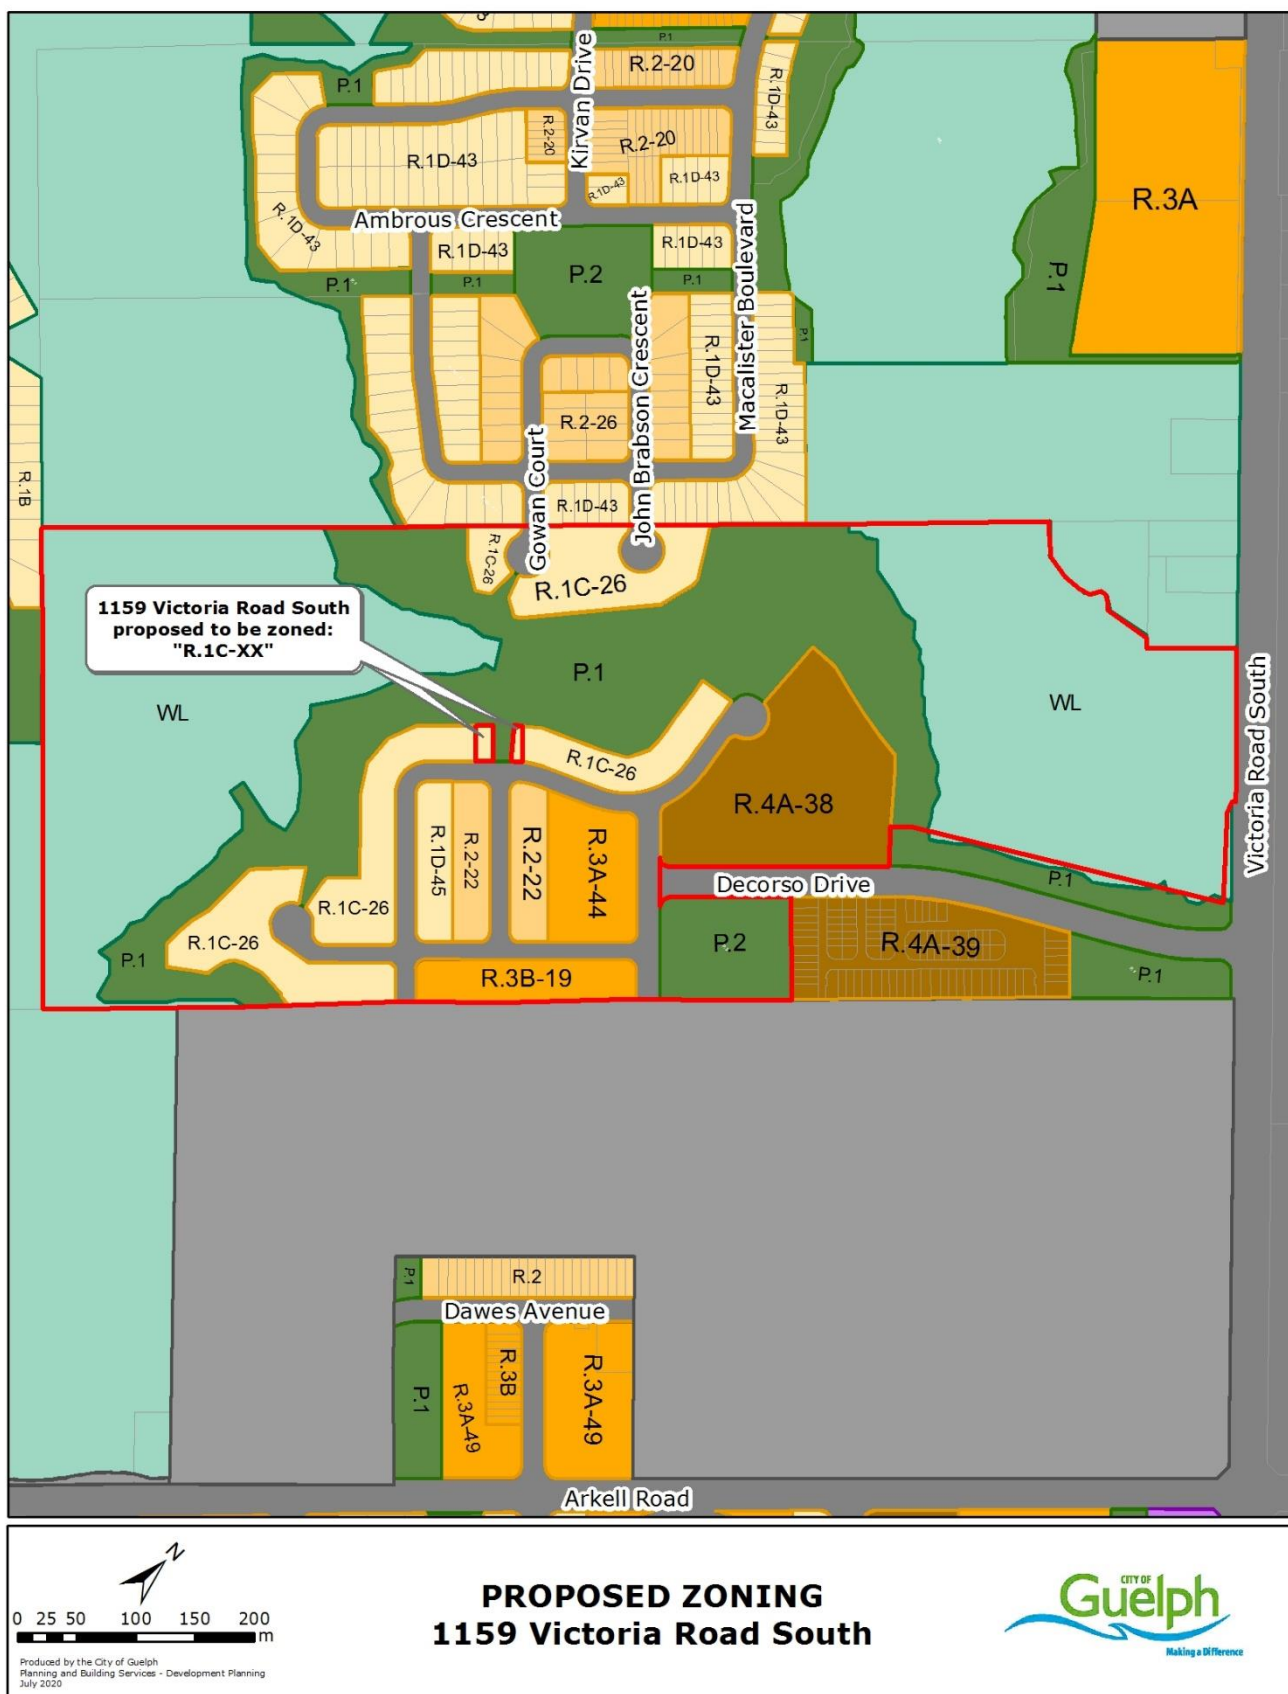 P.1
R.2-20
P.1
R.1D-43
Kirvan Drive
R.2-20
R.2-20
R.1D-43
R.3A
R.1D-43
R.1D-43
R.1D-43
Ambrous Crescent
R.1D-43
R.1D-43
P.1
P.1
P.2
P.1
P.1
Macalister Boulevard
John Brabson Crescent
R.1D-43
P.1
R.1D-43
R.2-26
Gowan Court
R.1B
R.1D-43
R.1C-26
R.1C-26
1159 Victoria Road South
proposed to be zoned:
"R.1C-XX"
P.1
WL
WL
Victoria Road South
R.1C-26
R.4A-38
R.1D-45
R.2-22
R.2-22
R.3A-44
Decorso Drive
P.1
R.1C-26
R.1C-26
P.2
R.4A-39
P.1
P.1
R.3B-19
P.1
R.2
Dawes Avenue
P.1
R.3A-49
R.3B
R.3A-49
Arkell Road
N
0 25 50 100 150 200
m
Produced by the City of Guelph
Planning and Building Services - Development Planning
July 2020
PROPOSED ZONING
1159 Victoria Road South
CITY OF
Guelph
Making a Difference